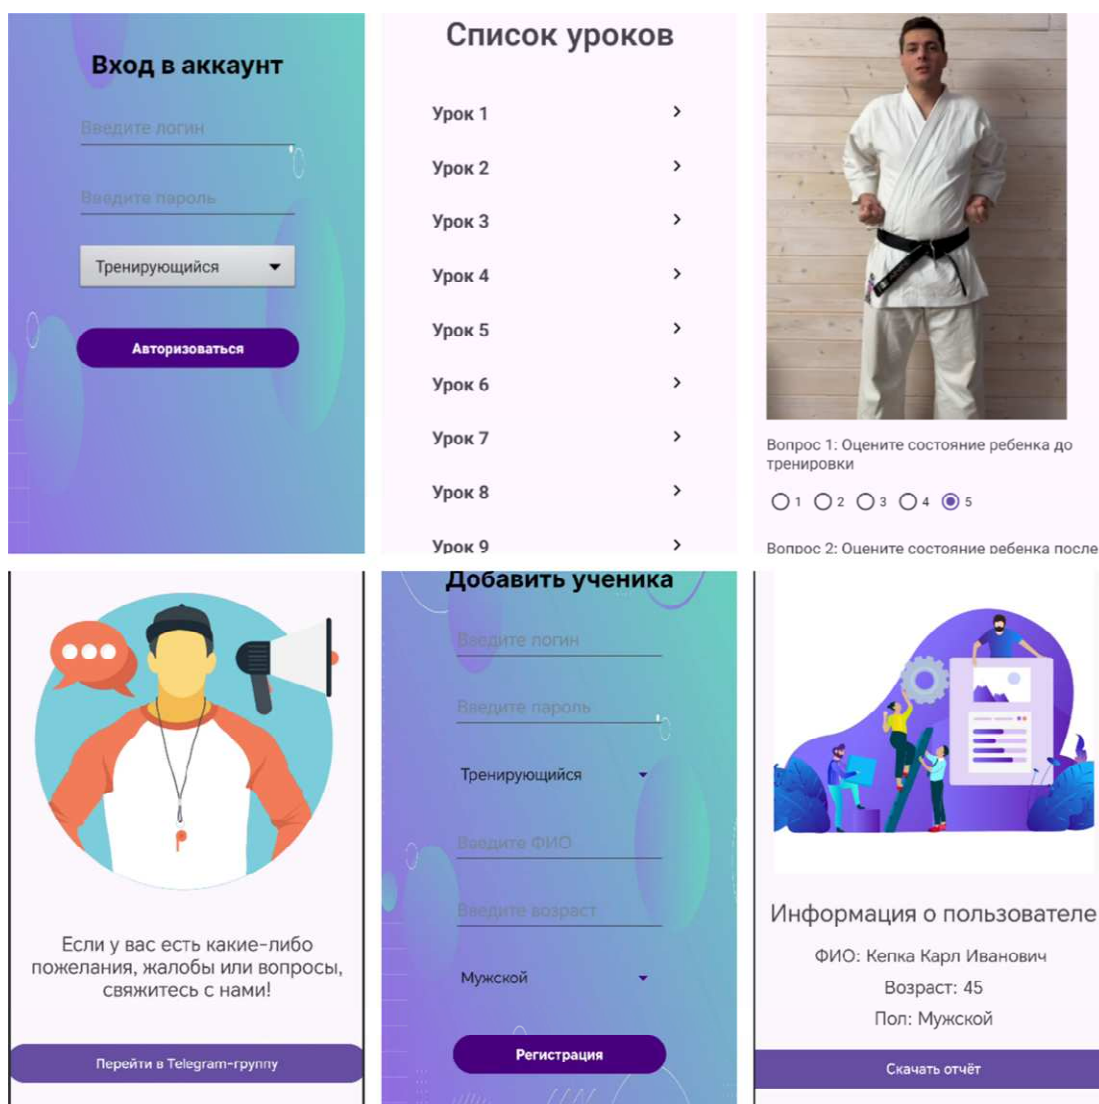 Вход в аккаунт
Введите логин
Введите пароль
Тренирующийся
Авторизоваться
Список уроков
Урок 1
Урок 2
Урок 3
Урок 4
Урок 5
Урок 6
Урок 7
Урок 8
Урок 9
Вопрос 1: Оцените состояние ребенка до
тренировки
1 2 3 4 5
Вопрос 2: Оцените состояние ребенка после
Если у вас есть какие-либо
пожелания, жалобы или вопросы,
свяжитесь с нами!
Перейти в Telegram-группу
Добавить ученика
Введите логин
Введите пароль
Тренирующийся
Введите ФИО
Введите возраст
Мужской
Регистрация
Информация о пользователе
ФИО: Кепка Карл Иванович
Возраст: 45
Пол: Мужской
Скачать отчёт